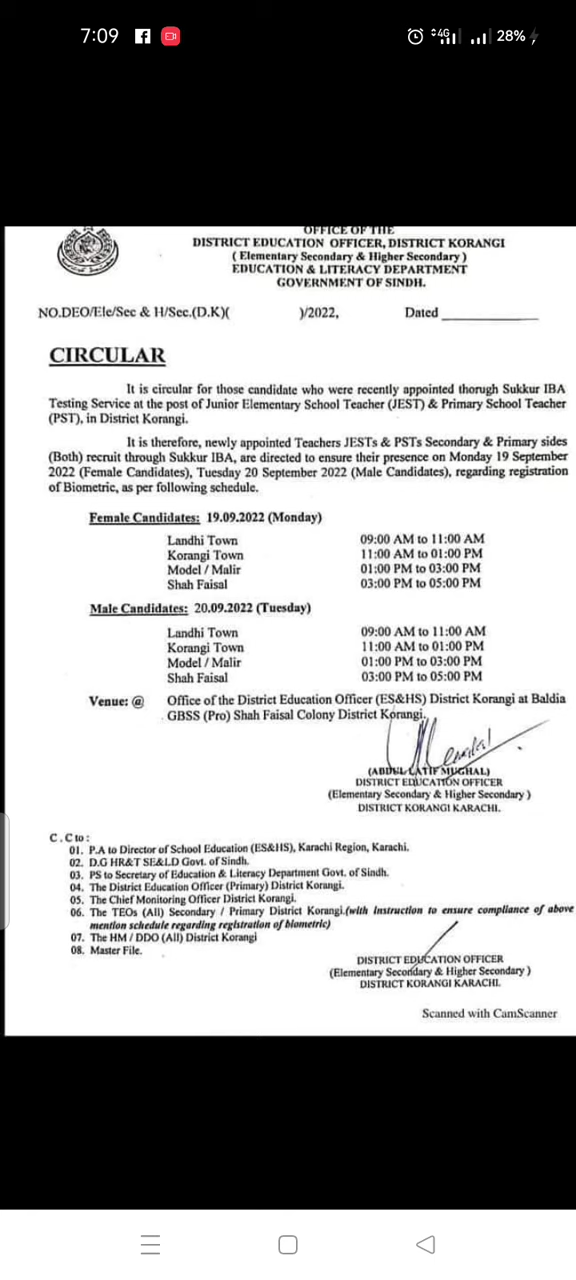 7:09
4G
28%
OFFICE OF THE
DISTRICT EDUCATION OFFICER, DISTRICT KORANGI
( Elementary Secondary & Higher Secondary )
EDUCATION & LITERACY DEPARTMENT
GOVERNMENT OF SINDH.
NO.DEO/Ele/Sec & H/Sec.(D.K)( )/2022, Dated ____________
CIRCULAR
It is circular for those candidate who were recently appointed thorugh Sukkur IBA
Testing Service at the post of Junior Elementary School Teacher (JEST) & Primary School Teacher
(PST), in District Korangi.
It is therefore, newly appointed Teachers JESTs & PSTs Secondary & Primary sides
(Both) recruit through Sukkur IBA, are directed to ensure their presence on Monday 19 September
2022 (Female Candidates), Tuesday 20 September 2022 (Male Candidates), regarding registration
of Biometric, as per following schedule.
Female Candidates: 19.09.2022 (Monday)
Landhi Town 09:00 AM to 11:00 AM
Korangi Town 11:00 AM to 01:00 PM
Model / Malir 01:00 PM to 03:00 PM
Shah Faisal 03:00 PM to 05:00 PM
Male Candidates: 20.09.2022 (Tuesday)
Landhi Town 09:00 AM to 11:00 AM
Korangi Town 11:00 AM to 01:00 PM
Model / Malir 01:00 PM to 03:00 PM
Shah Faisal 03:00 PM to 05:00 PM
Venue: @ Office of the District Education Officer (ES&HS) District Korangi at Baldia
GBSS (Pro) Shah Faisal Colony District Korangi.
(ABDUL LATIF MUGHAL)
DISTRICT EDUCATION OFFICER
(Elementary Secondary & Higher Secondary )
DISTRICT KORANGI KARACHI.
C.C to :
01. P.A to Director of School Education (ES&HS), Karachi Region, Karachi.
02. D.G HR&T SE&LD Govt. of Sindh.
03. PS to Secretary of Education & Literacy Department Govt. of Sindh.
04. The District Education Officer (Primary) District Korangi.
05. The Chief Monitoring Officer District Korangi.
06. The TEOs (All) Secondary / Primary District Korangi.(with instruction to ensure compliance of above
mention schedule regarding registration of biometric)
07. The HM / DDO (All) District Korangi
08. Master File.
DISTRICT EDUCATION OFFICER
(Elementary Secondary & Higher Secondary )
DISTRICT KORANGI KARACHI.
Scanned with CamScanner